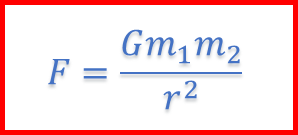 F = Gm₁m₂ / r²